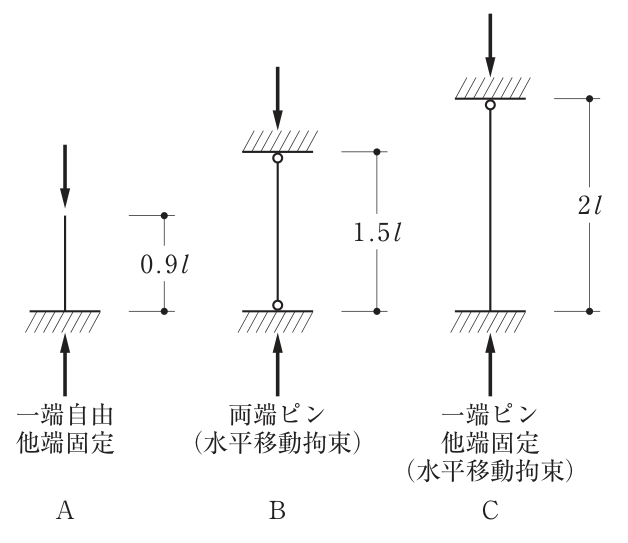 0.9l
1.5l
2l
一端自由
他端固定
両端ピン
(水平移動拘束)
一端ピン
他端固定
(水平移動拘束)
A
B
C